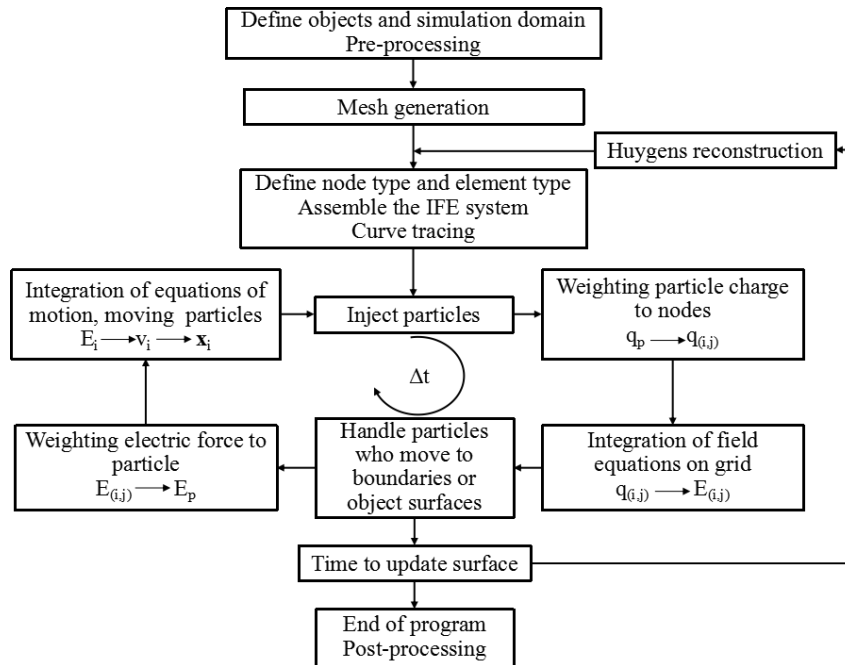 Define objects and simulation domain
Pre-processing
Mesh generation
Huygens reconstruction
Define node type and element type
Assemble the IFE system
Curve tracing
Integration of equations of
motion, moving particles
E_i → v_i → x_i
Inject particles
Weighting particle charge
to nodes
q_p → q_(i,j)
Δt
Weighting electric force to
particle
E_(i,j) → E_p
Handle particles
who move to
boundaries or
object surfaces
Integration of field
equations on grid
q_(i,j) → E_(i,j)
Time to update surface
End of program
Post-processing